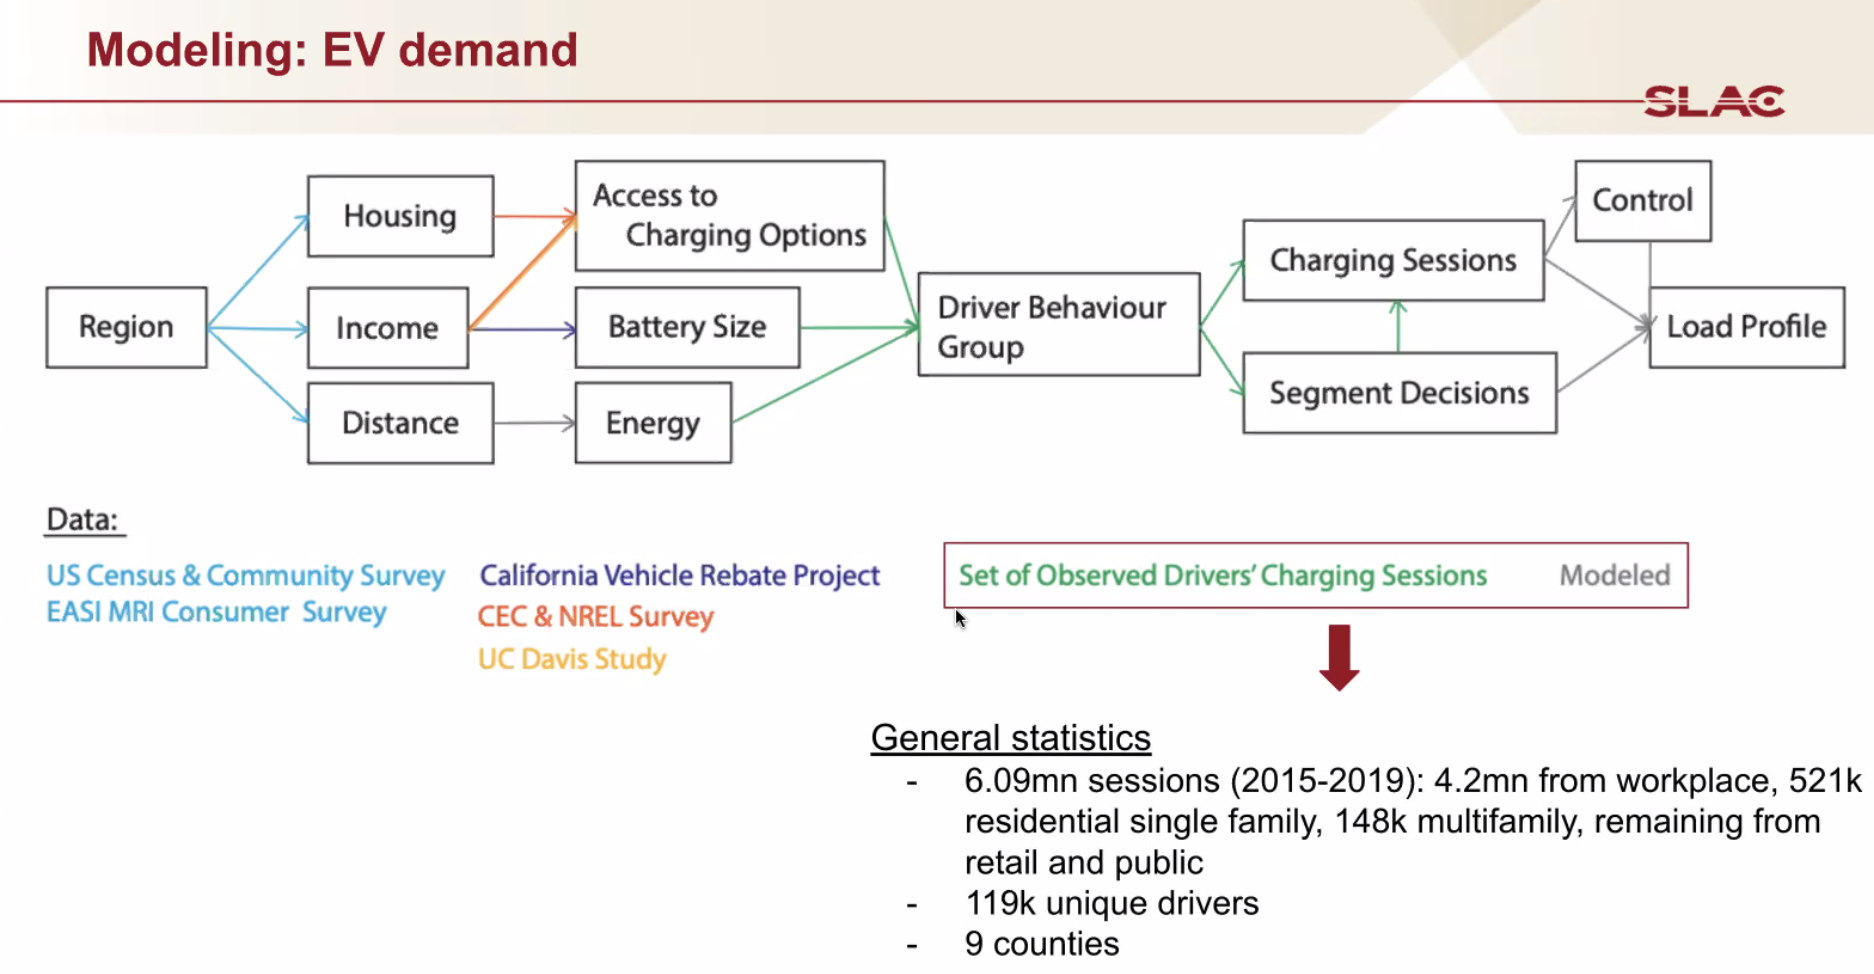 Modeling: EV demand
SLAC
Region
Housing
Income
Distance
Access to
Charging Options
Battery Size
Energy
Driver Behaviour
Group
Charging Sessions
Segment Decisions
Control
Load Profile
Data:
US Census & Community Survey
EASI MRI Consumer Survey
California Vehicle Rebate Project
CEC & NREL Survey
UC Davis Study
Set of Observed Drivers' Charging Sessions
Modeled
General statistics
- 6.09mn sessions (2015-2019): 4.2mn from workplace, 521k
residential single family, 148k multifamily, remaining from
retail and public
- 119k unique drivers
- 9 counties